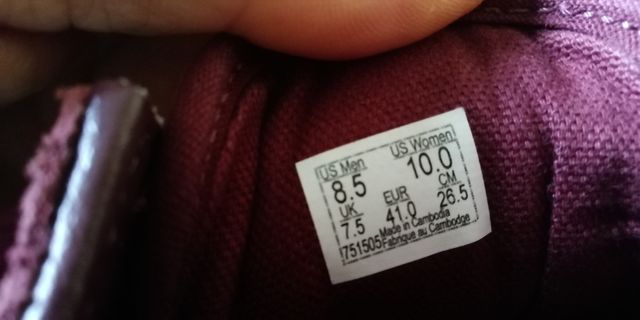 US Men US Women
8.5 10.0
UK EUR CM
7.5 41.0 26.5
751505 Made in Cambodia
Fabriqué au Cambodge